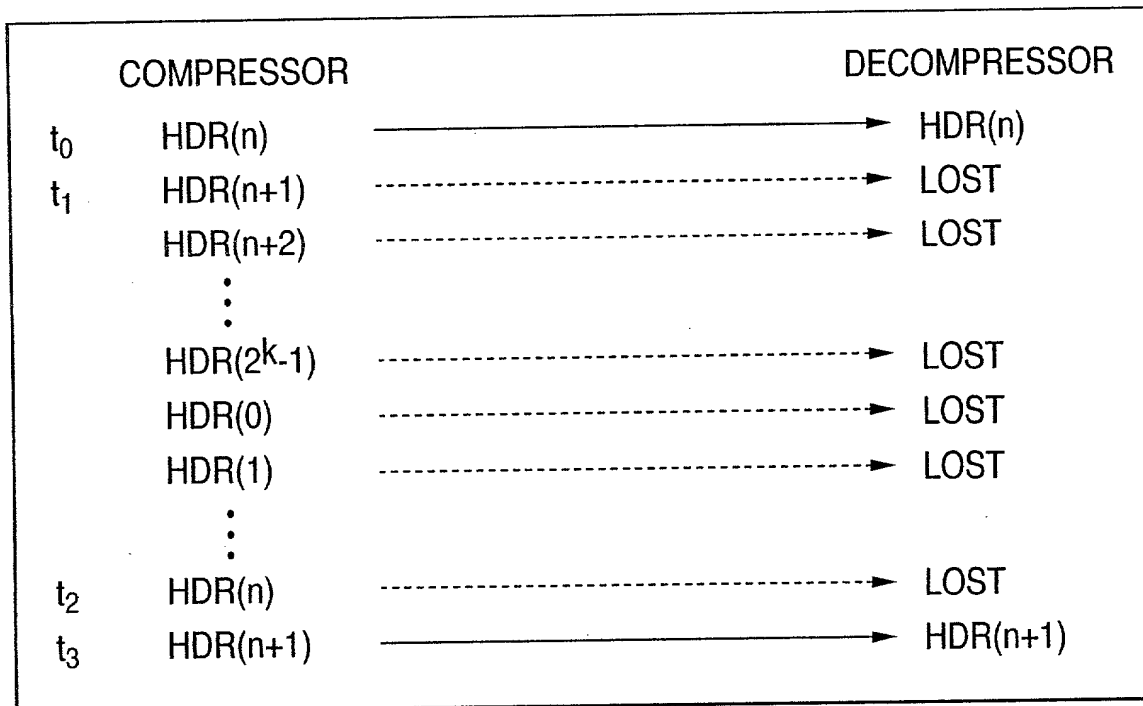 COMPRESSOR DECOMPRESSOR
t0 HDR(n) HDR(n)
t1 HDR(n+1) LOST
HDR(n+2) LOST
HDR(2^k-1) LOST
HDR(0) LOST
HDR(1) LOST
t2 HDR(n) LOST
t3 HDR(n+1) HDR(n+1)